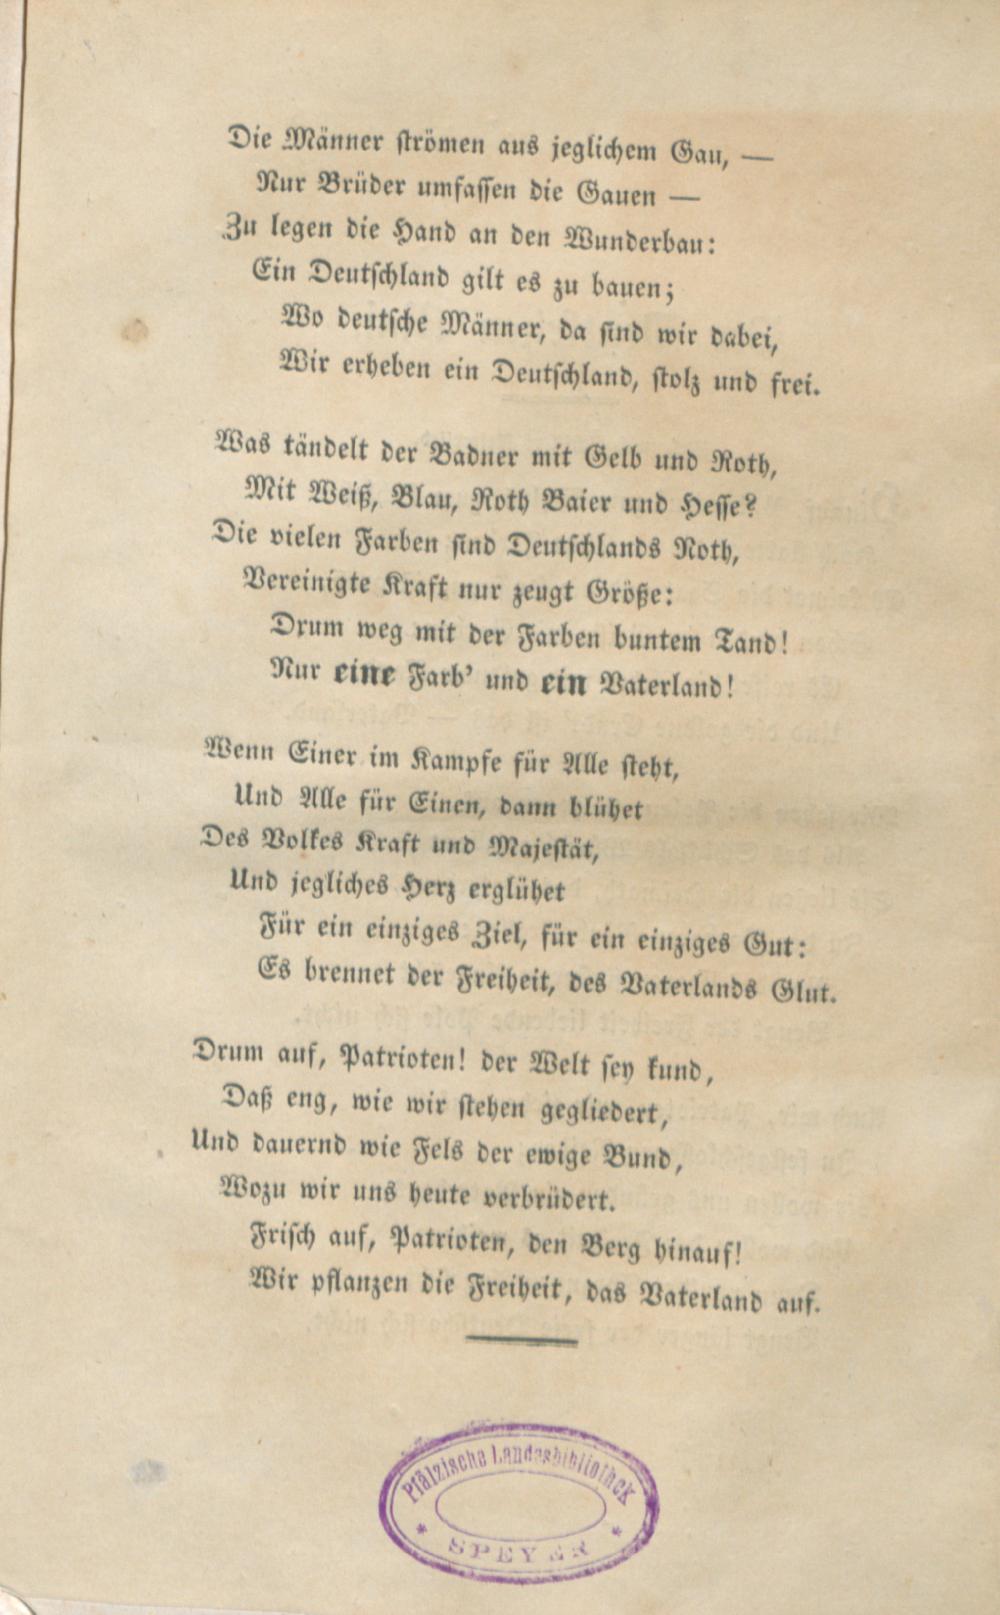 Die Männer strömen aus jeglichem Gau, —
Nur Brüder umfassen die Gauen —
Zu legen die Hand an den Wunderbau:
Ein Deutschland gilt es zu bauen;
Wo deutsche Männer, da sind wir dabei,
Wir erheben ein Deutschland, stolz und frei.
Was tändelt der Badner mit Gelb und Roth,
Mit Weiß, Blau, Roth Baier und Hesse?
Die vielen Farben sind Deutschlands Noth,
Vereinigte Kraft nur zeugt Größe:
Drum weg mit der Farben buntem Tand!
Nur eine Farb' und ein Vaterland!
Wenn Einer im Kampfe für Alle steht,
Und Alle für Einen, dann blühet
Des Volkes Kraft und Majestät,
Und jegliches Herz erglühet
Für ein einziges Ziel, für ein einziges Gut:
Es brennet der Freiheit, des Vaterlands Glut.
Drum auf, Patrioten! der Welt sey kund,
Daß eng, wie wir stehen gegliedert,
Und dauernd wie Fels der ewige Bund,
Wozu wir uns heute verbrüdert.
Frisch auf, Patrioten, den Berg hinauf!
Wir pflanzen die Freiheit, das Vaterland auf.
Pfälzische Landesbibliothek
* SPEYER *